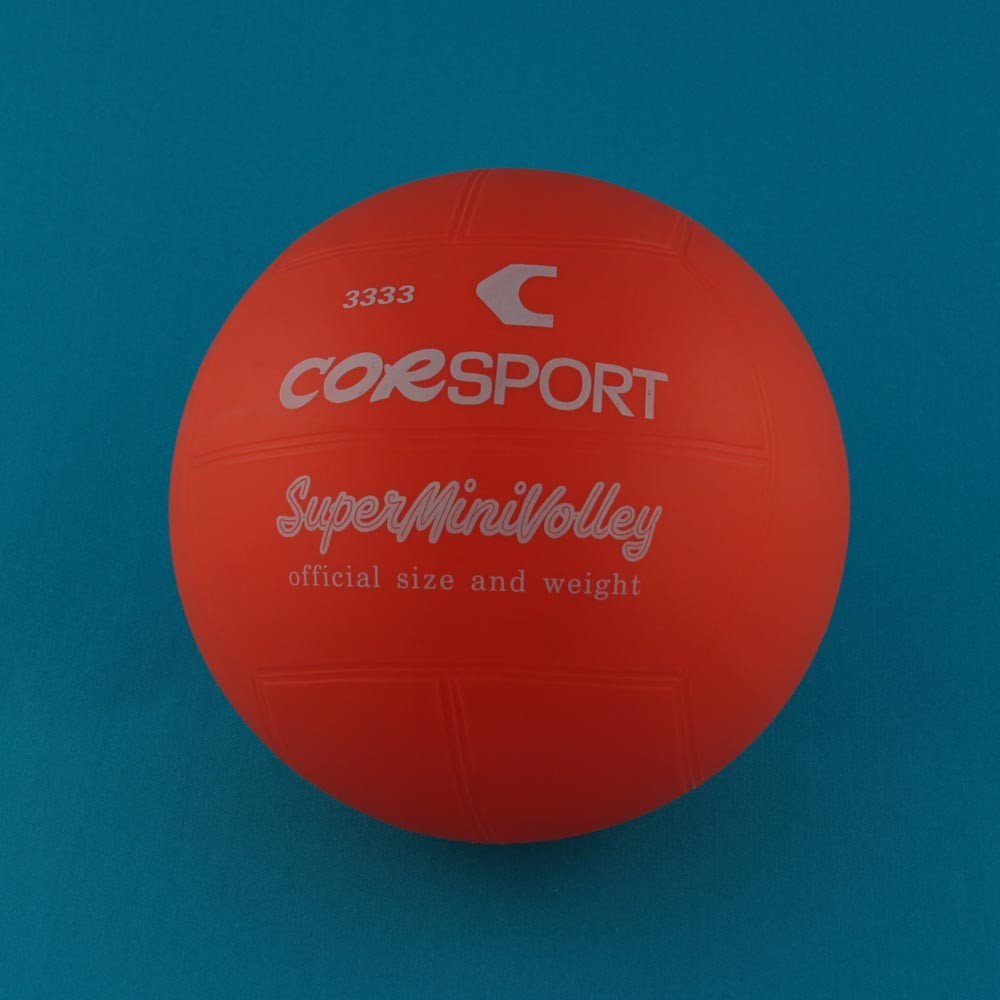 3333
CORSPORT
SuperMiniVolley
official size and weight